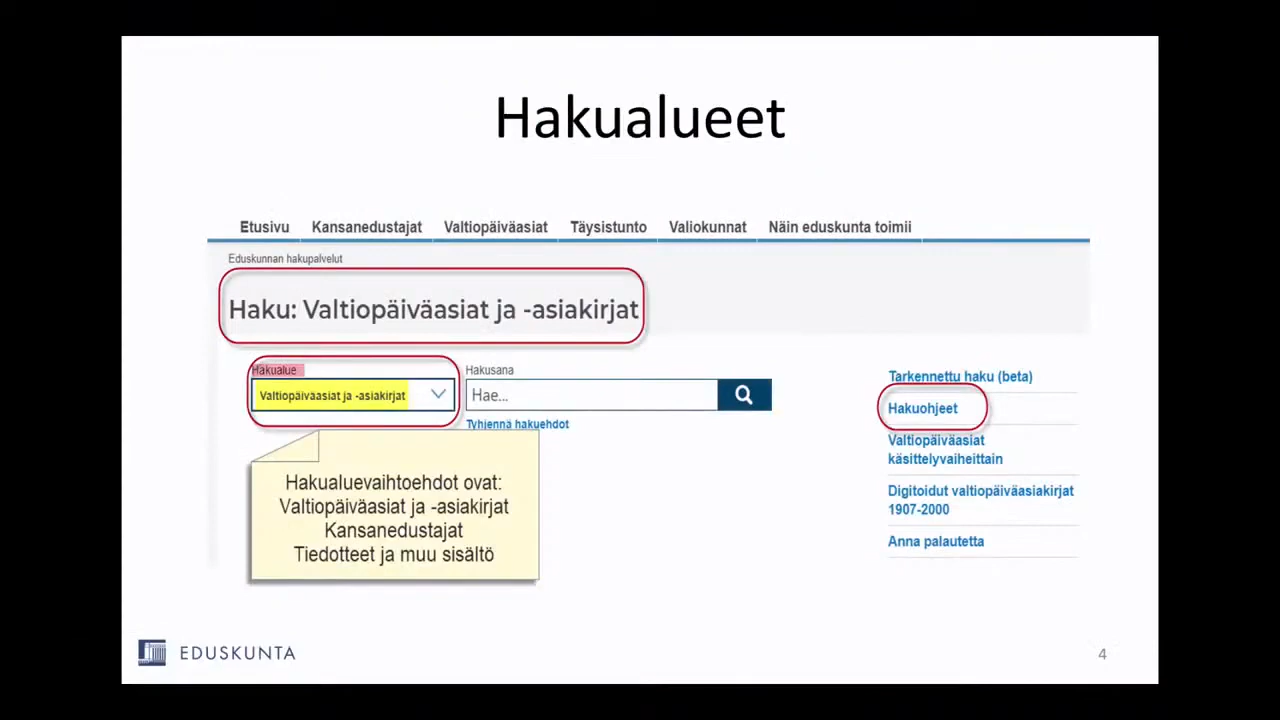 Hakualueet
Etusivu Kansanedustajat Valtiopäiväasiat Täysistunto Valiokunnat Näin eduskunta toimii
Eduskunnan hakupalvelut
Haku: Valtiopäiväasiat ja -asiakirjat
Hakualue Hakusana
Valtiopäiväasiat ja -asiakirjat Hae...
Tyhjennä hakuehdot
Tarkennettu haku (beta)
Hakuohjeet
Valtiopäiväasiat
käsittelyvaiheittain
Digitoidut valtiopäiväasiakirjat
1907-2000
Anna palautetta
Hakualuevaihtoehdot ovat:
Valtiopäiväasiat ja -asiakirjat
Kansanedustajat
Tiedotteet ja muu sisältö
EDUSKUNTA
4